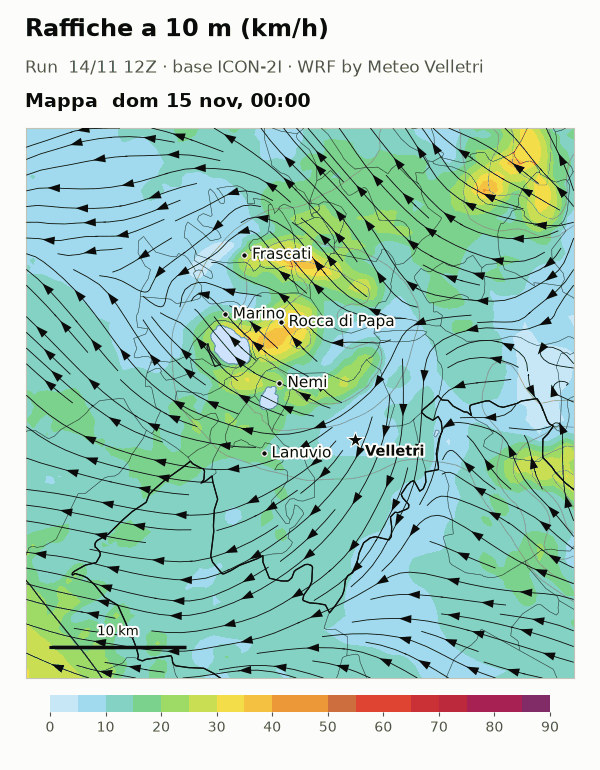 Raffiche a 10 m (km/h)
Run 14/11 12Z · base ICON-2I · WRF by Meteo Velletri
Mappa dom 15 nov, 00:00
Frascati
Marino
Rocca di Papa
Nemi
Velletri
Lanuvio
10 km
0 10 20 30 40 50 60 70 80 90